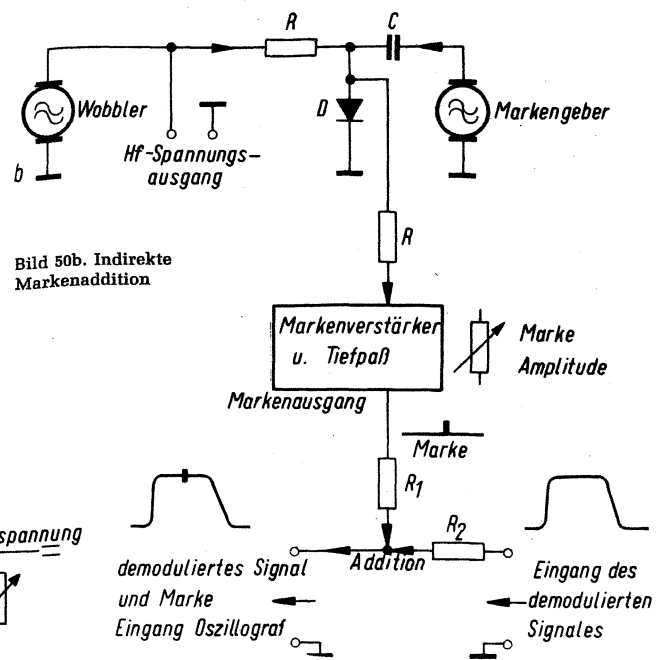 R
C
Wobbler
D
Markengeber
Hf-Spannungs-
ausgang
b
R
Bild 50b. Indirekte
Markenaddition
Markenverstärker
u. Tiefpaß
Marke
Amplitude
Markenausgang
Marke
R1
R2
spannung
Addition
demoduliertes Signal
und Marke
Eingang Oszillograf
Eingang des
demodulierten
Signales